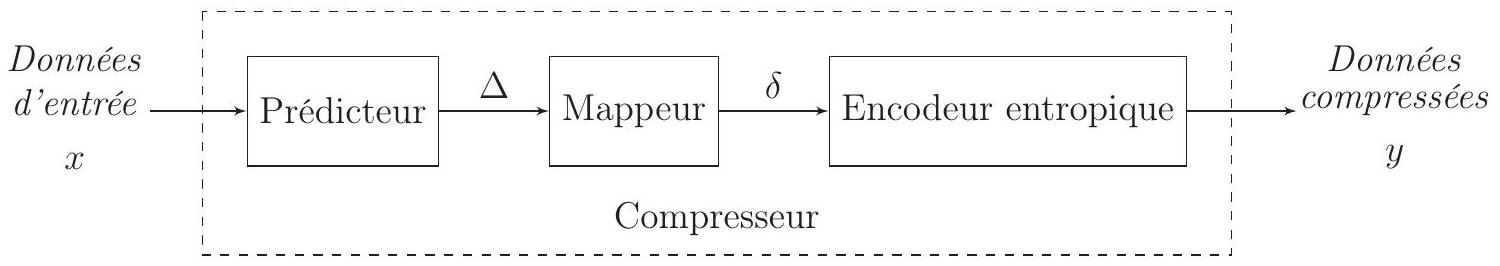 Données
d'entrée
x
Prédicteur
Δ
Mappeur
δ
Encodeur entropique
Compresseur
Données
compressées
y